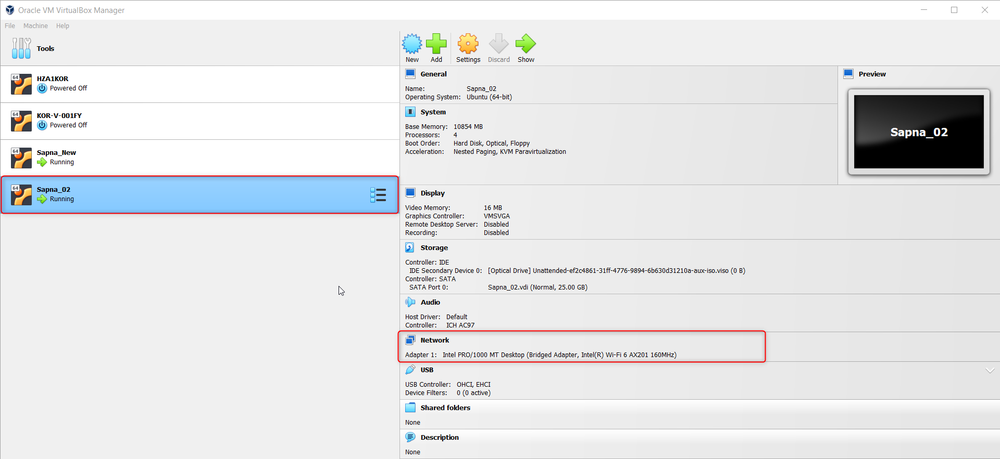 Oracle VM VirtualBox Manager
File Machine Help
Tools
64
HZA1KOR
Powered Off
64
KOR-V-001FY
Powered Off
64
Sapna_New
Running
64
Sapna_02
Running
New Add Settings Discard Show
General
Name: Sapna_02
Operating System: Ubuntu (64-bit)
Preview
Sapna_02
System
Base Memory: 10854 MB
Processors: 4
Boot Order: Hard Disk, Optical, Floppy
Acceleration: Nested Paging, KVM Paravirtualization
Display
Video Memory: 16 MB
Graphics Controller: VMSVGA
Remote Desktop Server: Disabled
Recording: Disabled
Storage
Controller: IDE
IDE Secondary Device 0: [Optical Drive] Unattended-ef2c4861-31ff-4776-9894-6b630d31210a-aux-iso.viso (0 B)
Controller: SATA
SATA Port 0: Sapna_02.vdi (Normal, 25.00 GB)
Audio
Host Driver: Default
Controller: ICH AC97
Network
Adapter 1: Intel PRO/1000 MT Desktop (Bridged Adapter, Intel(R) Wi-Fi 6 AX201 160MHz)
USB
USB Controller: OHCI, EHCI
Device Filters: 0 (0 active)
Shared folders
None
Description
None